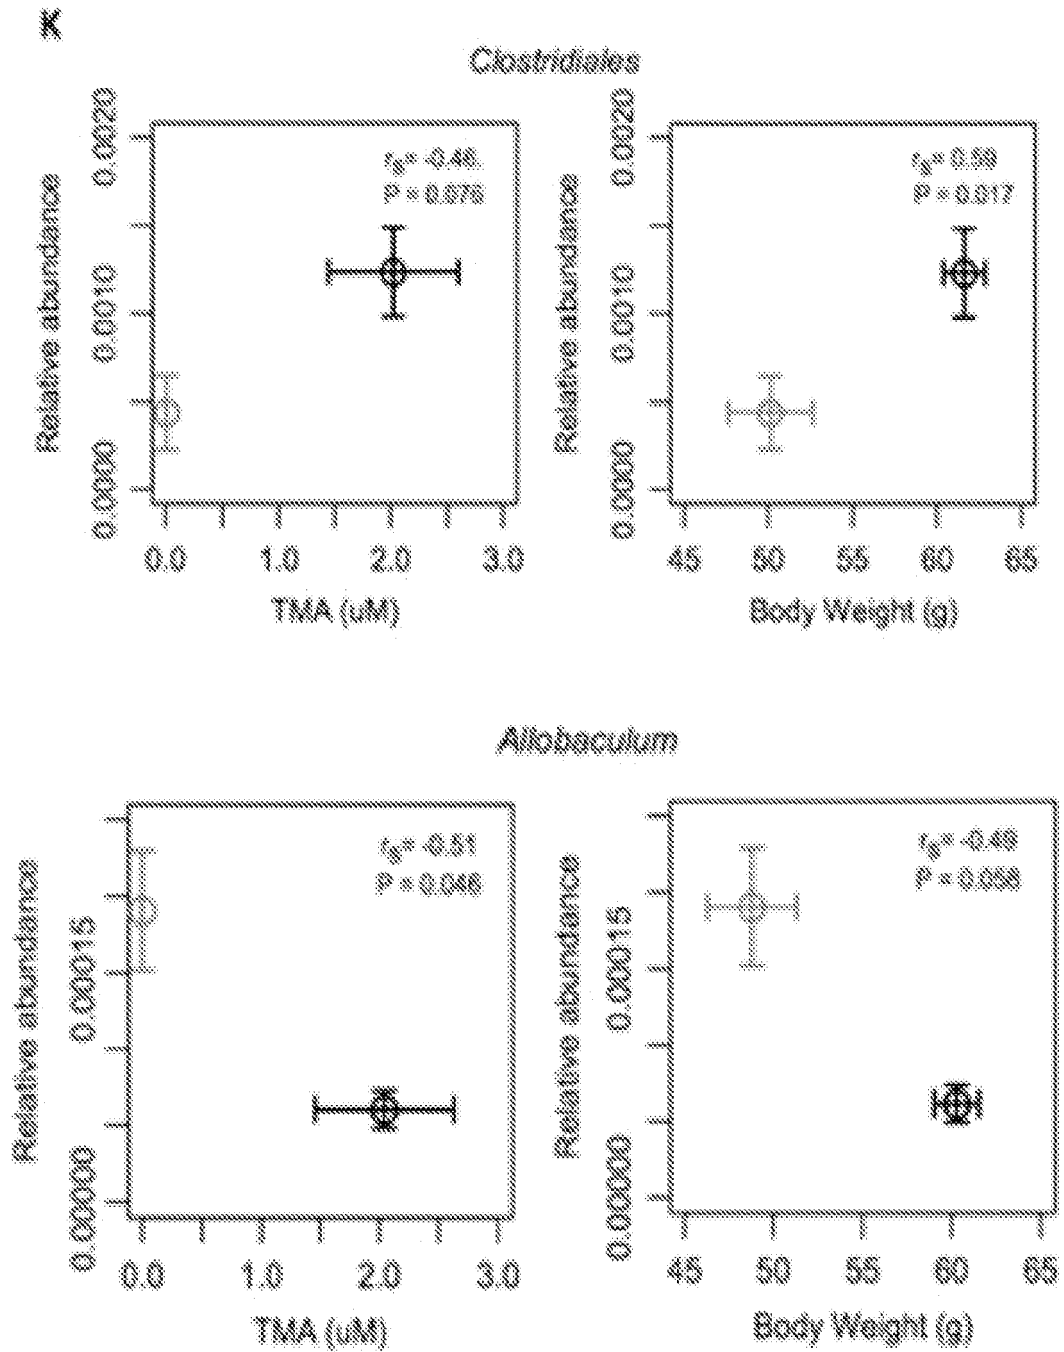 K
Clostridiales
Relative abundance
0.0000 0.0010 0.0020
rs= -0.46.
P = 0.076
0.0 1.0 2.0 3.0
TMA (uM)
Relative abundance
0.0000 0.0010 0.0020
rs= 0.59
P = 0.017
45 50 55 60 65
Body Weight (g)
Allobaculum
Relative abundance
0.00000 0.00015
rs= -0.51
P = 0.046
0.0 1.0 2.0 3.0
TMA (uM)
Relative abundance
0.00000 0.00015
rs= -0.49
P = 0.056
45 50 55 60 65
Body Weight (g)